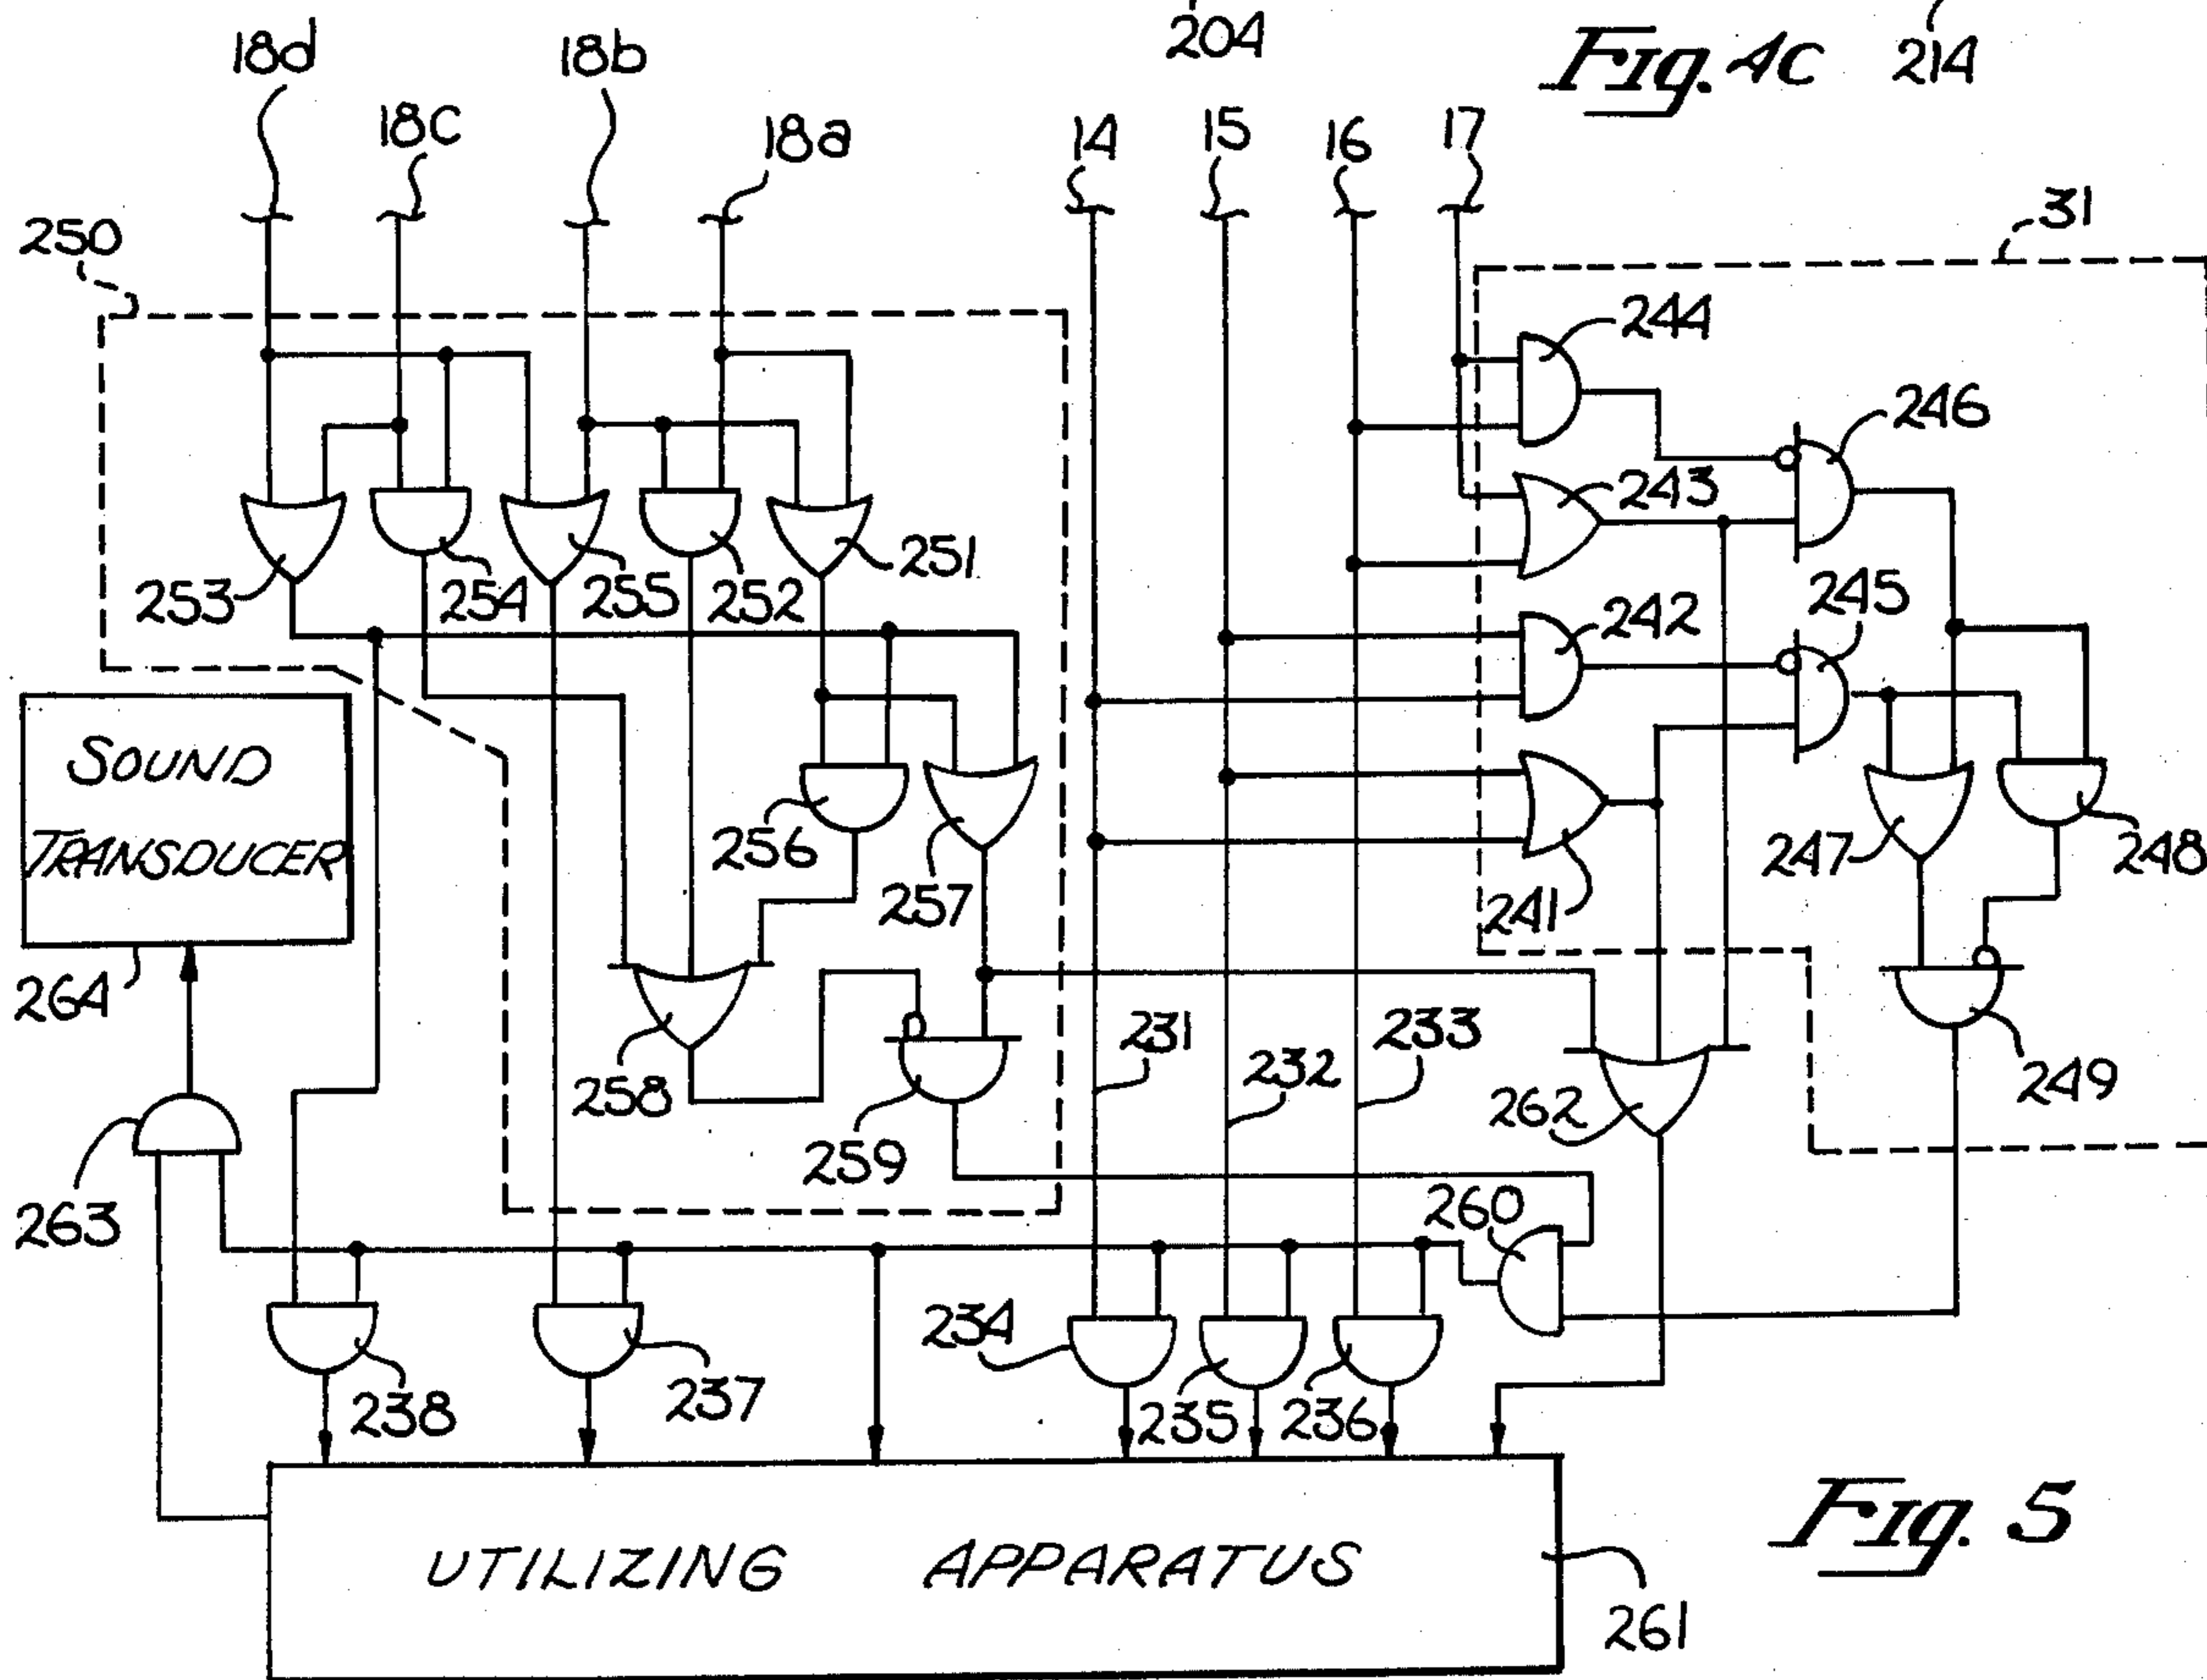 204
Fig. 4C 214
18d 18b
18c 18a 14 15 16 17
250 31
244
246
243
251
253 254 255 252
242 245
SOUND
TRANSDUCER
256 257
247 248
241
264
231 232 233
258 259
262 249
263
260
234
238 237 235 236
UTILIZING APPARATUS
261
Fig. 5